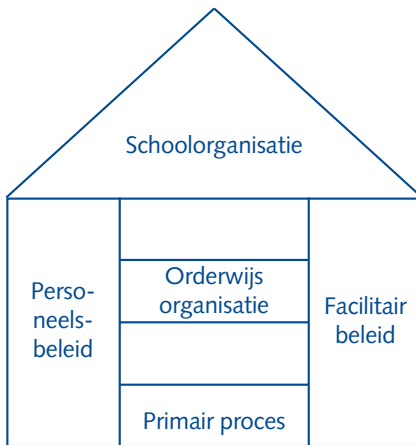 Schoolorganisatie
Perso-
neels-
beleid
Orderwijs
organisatie
Primair proces
Facilitair
beleid